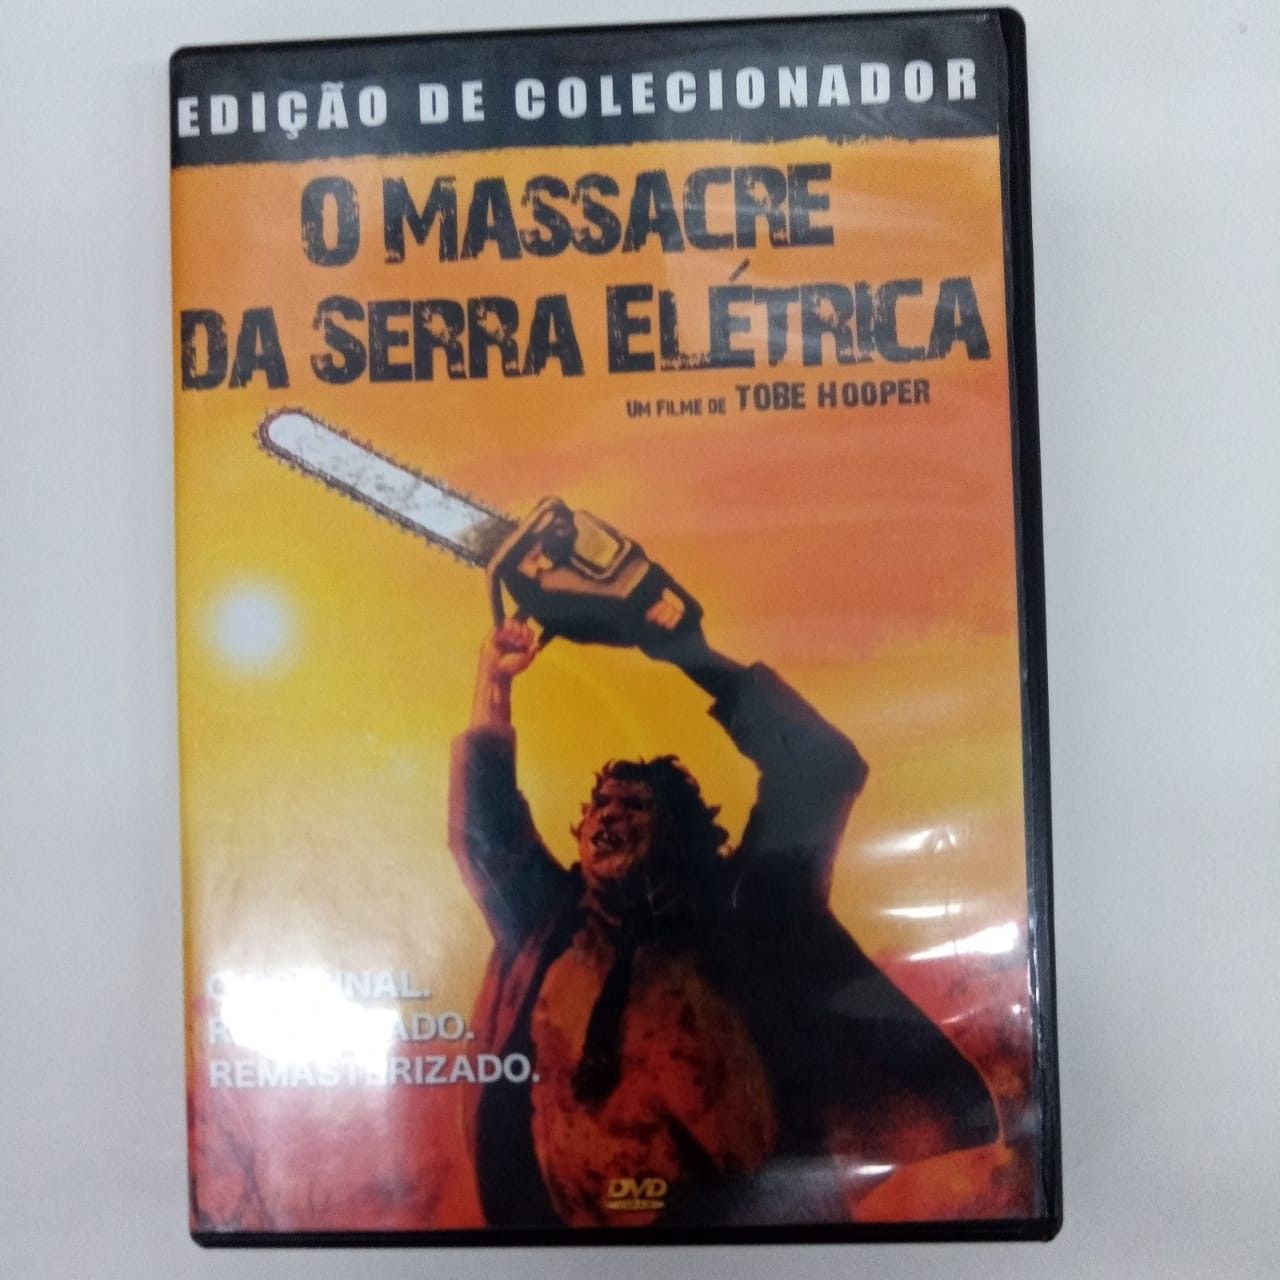 EDIÇÃO DE COLECIONADOR
O MASSACRE
DA SERRA ELÉTRICA
UM FILME DE TOBE HOOPER
REMASTERIZADO.
DVD